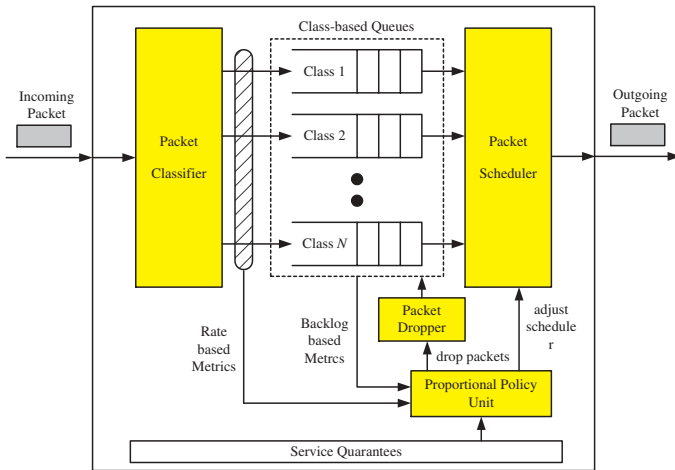 Class-based Queues
Incoming
Packet
Packet
Classifier
Class 1
Class 2
Class N
Packet
Scheduler
Outgoing
Packet
Rate
based
Metrics
Backlog
based
Metrcs
Packet
Dropper
drop packets
adjust
schedule
r
Proportional Policy
Unit
Service Quarantees